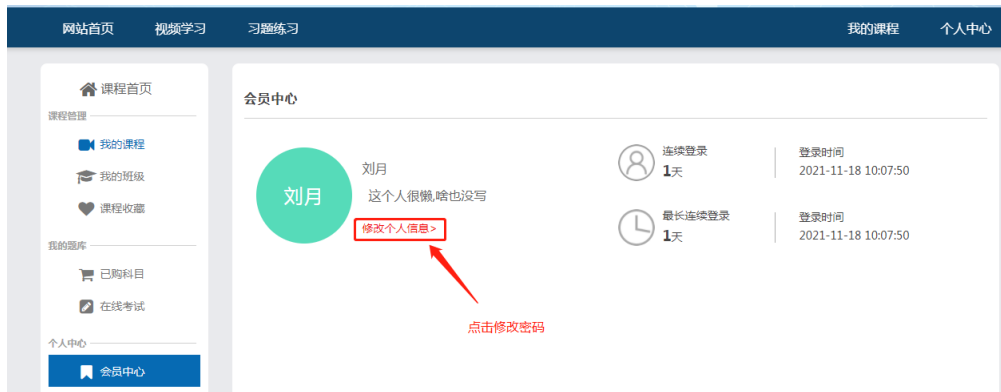 网站首页 视频学习 习题练习 我的课程 个人中心
课程首页
课程管理
我的课程
我的班级
课程收藏
我的题库
已购科目
在线考试
个人中心
会员中心
会员中心
刘月
刘月
这个人很懒,啥也没写
修改个人信息>
点击修改密码
连续登录
1天
登录时间
2021-11-18 10:07:50
最长连续登录
1天
登录时间
2021-11-18 10:07:50